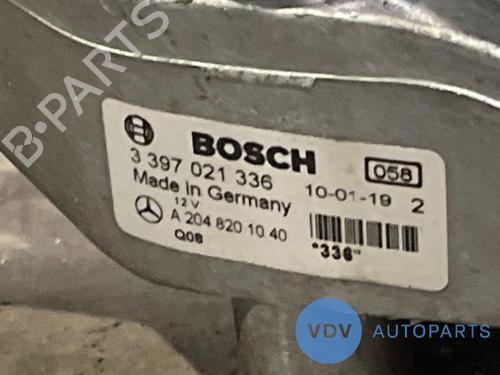 B-PARTS
BOSCH
058
3 397 021 336
10-01-19 2
Made in Germany
12 V
A 204 820 10 40
Q08
*336*
VDV AUTOPARTS